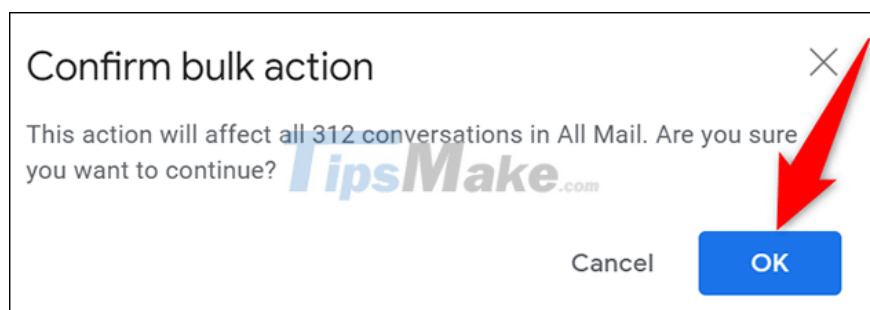 Confirm bulk action
This action will affect all 312 conversations in All Mail. Are you sure
you want to continue?
TipsMake.com
Cancel
OK